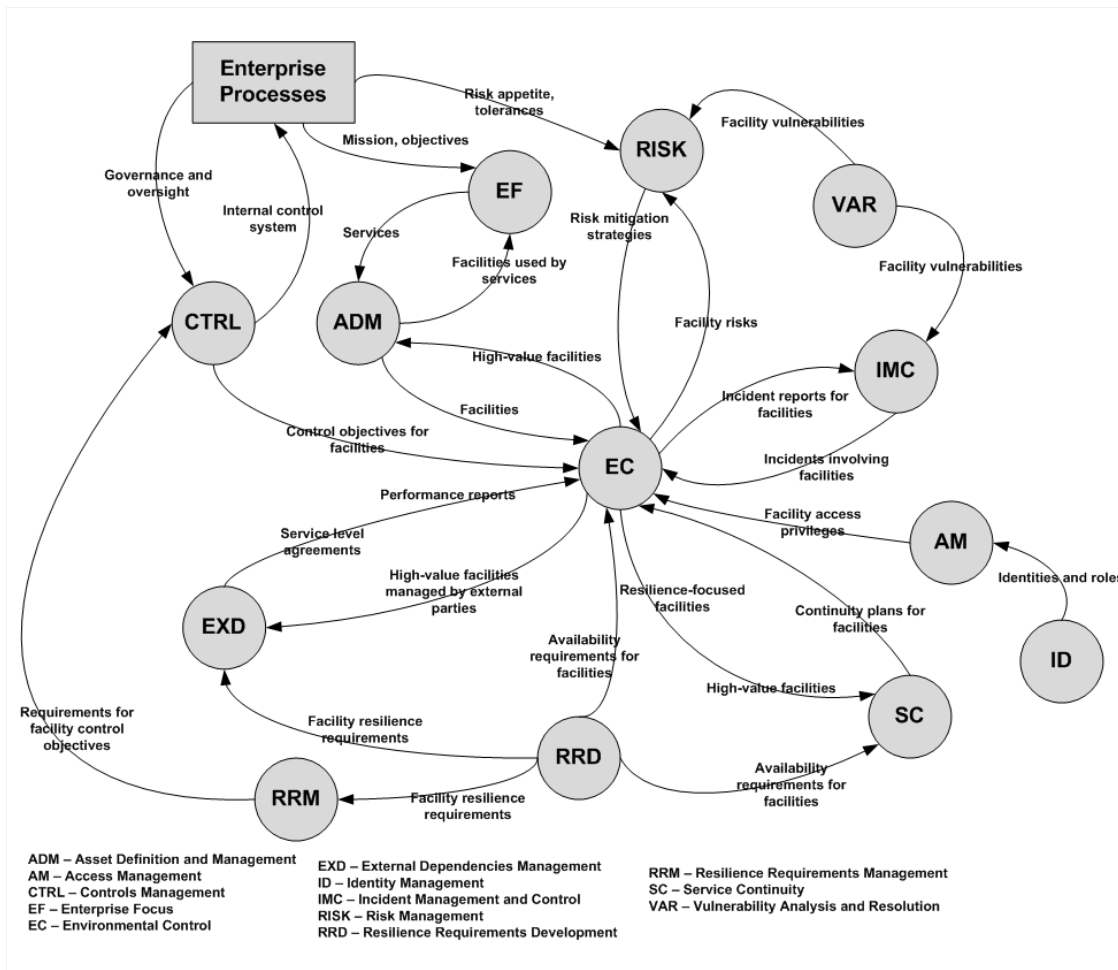 Enterprise
Processes
Risk appetite,
tolerances
Facility vulnerabilities
Mission, objectives
RISK
Governance and
oversight
EF
VAR
Internal control
system
Risk mitigation
strategies
Services
Facilities used by
services
Facility vulnerabilities
CTRL
ADM
Facility risks
High-value facilities
IMC
Facilities
Incident reports for
facilities
Control objectives for
facilities
EC
Incidents involving
facilities
Performance reports
Facility access
privileges
Service level
agreements
AM
High-value facilities
managed by external
parties
Resilience-focused
facilities
Identities and roles
Continuity plans for
facilities
EXD
Availability
requirements for
facilities
ID
High-value facilities
SC
Requirements for
facility control
objectives
Facility resilience
requirements
RRD
Availability
requirements for
facilities
RRM
Facility resilience
requirements
ADM – Asset Definition and Management
AM – Access Management
CTRL – Controls Management
EF – Enterprise Focus
EC – Environmental Control
EXD – External Dependencies Management
ID – Identity Management
IMC – Incident Management and Control
RISK – Risk Management
RRD – Resilience Requirements Development
RRM – Resilience Requirements Management
SC – Service Continuity
VAR – Vulnerability Analysis and Resolution